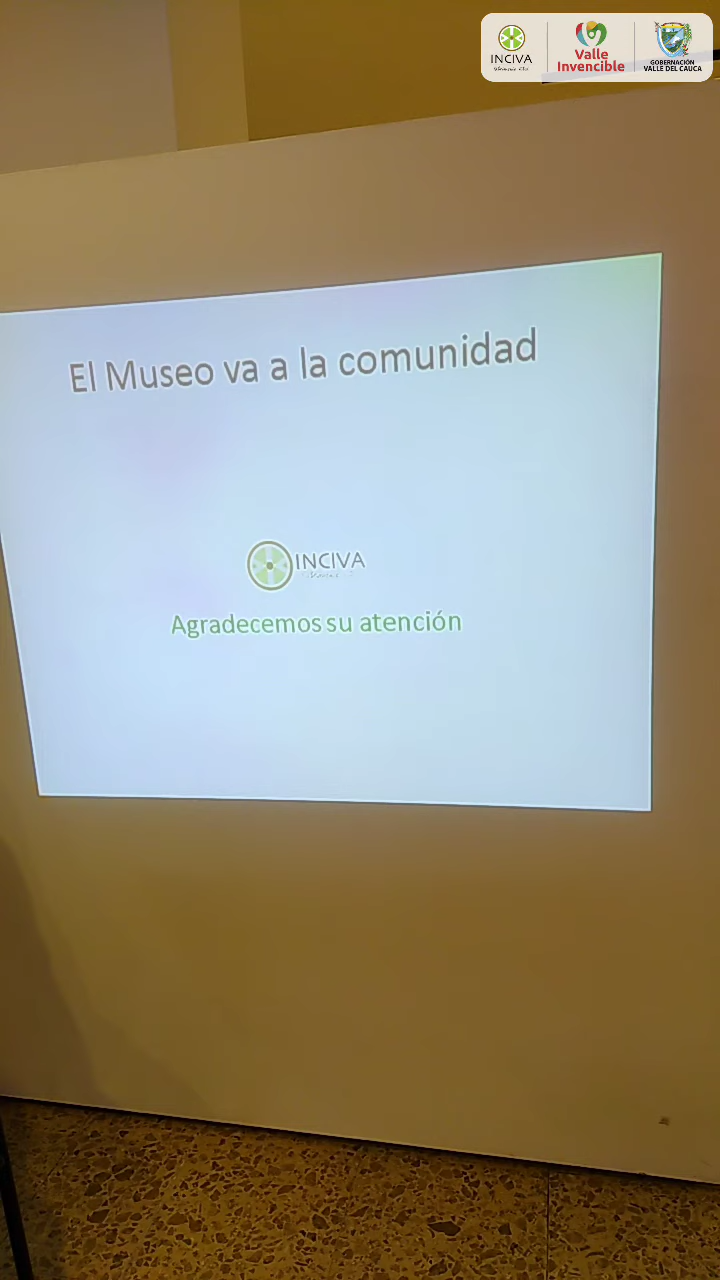 INCIVA
Valle
Invencible
GOBERNACIÓN
VALLE DEL CAUCA
El Museo va a la comunidad
INCIVA
Agradecemos su atención